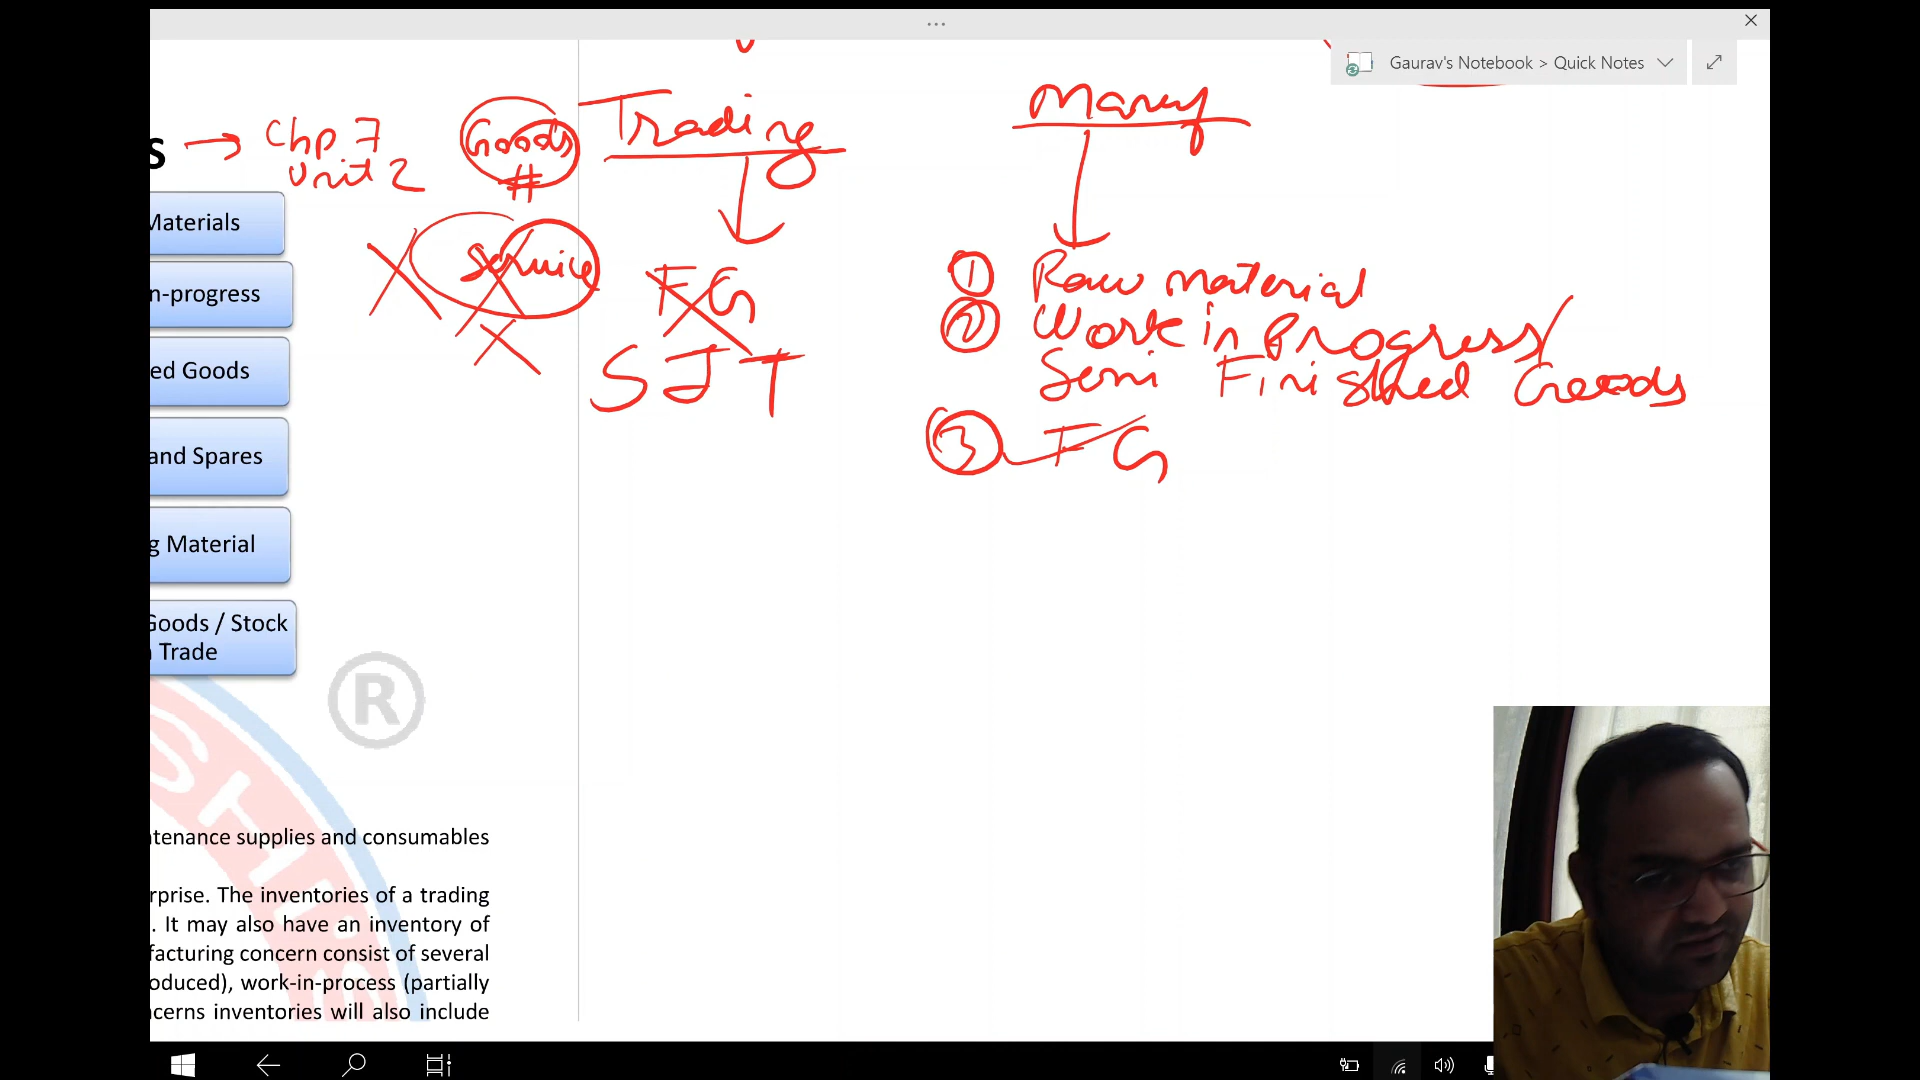 Gaurav's Notebook > Quick Notes
s → Chp 7
Unit 2
Goods
#
Service
Trading
FG
SIT
Manuf
① Raw material
② Work in Progress/
Semi Finished Goods
③ FG
Materials
n-progress
ed Goods
and Spares
g Material
Goods / Stock
Trade
®
SHIE
tenance supplies and consumables
rprise. The inventories of a trading
. It may also have an inventory of
facturing concern consist of several
oduced), work-in-process (partially
cerns inventories will also include